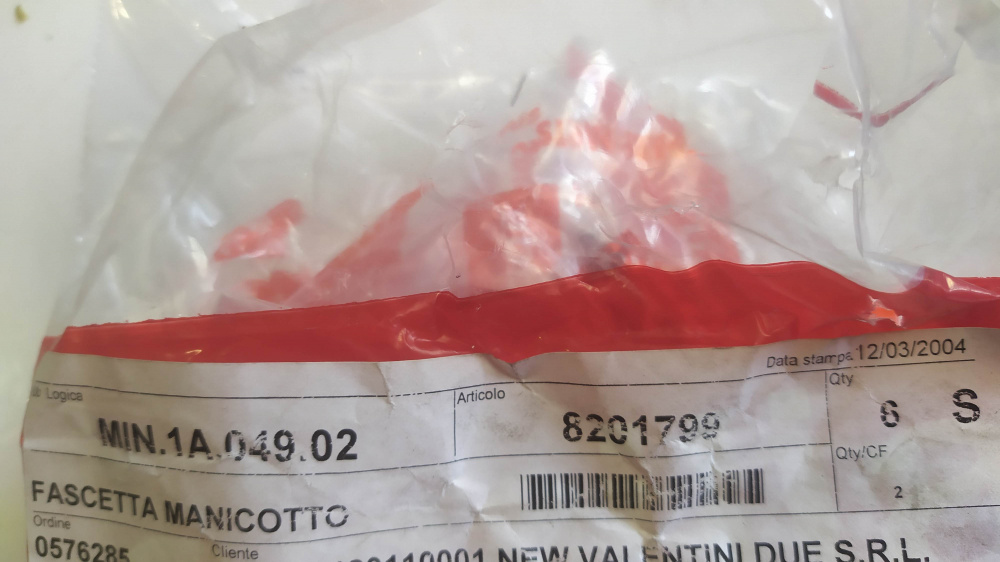 Data stampa 12/03/2004
Logica
Articolo
Qty
MIN.1A.049.02
8201799
6 S
Qty/CF
2
FASCETTA MANICOTTO
Ordine
0576285
Cliente
NEW VALENTINI DUE S.R.L.